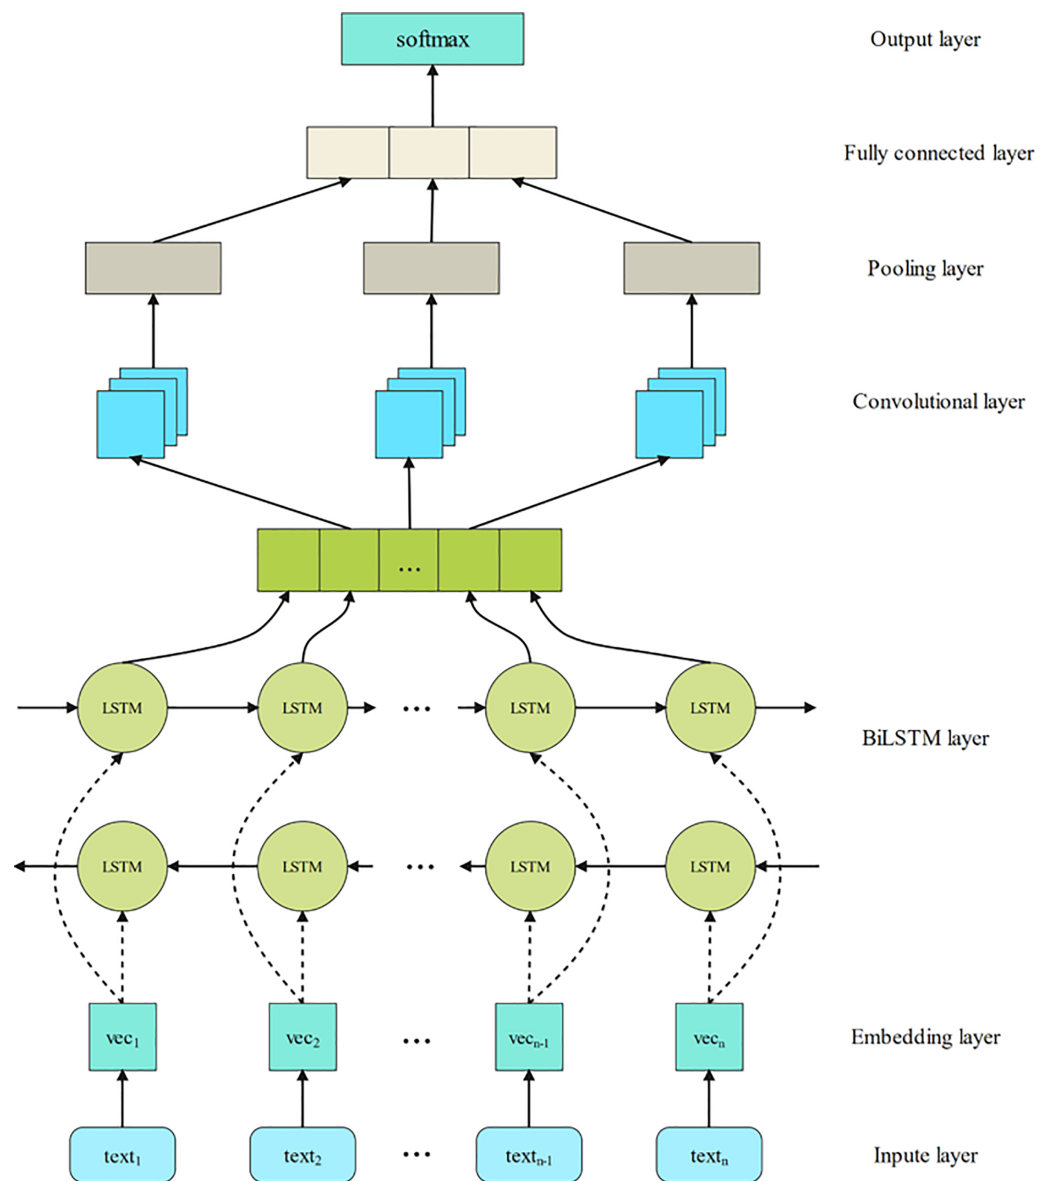 softmax
Output layer
Fully connected layer
Pooling layer
Convolutional layer
...
LSTM LSTM ... LSTM LSTM
BiLSTM layer
LSTM LSTM ... LSTM LSTM
vec1 vec2 ... vecn-1 vecn
Embedding layer
text1 text2 ... textn-1 textn
Inpute layer